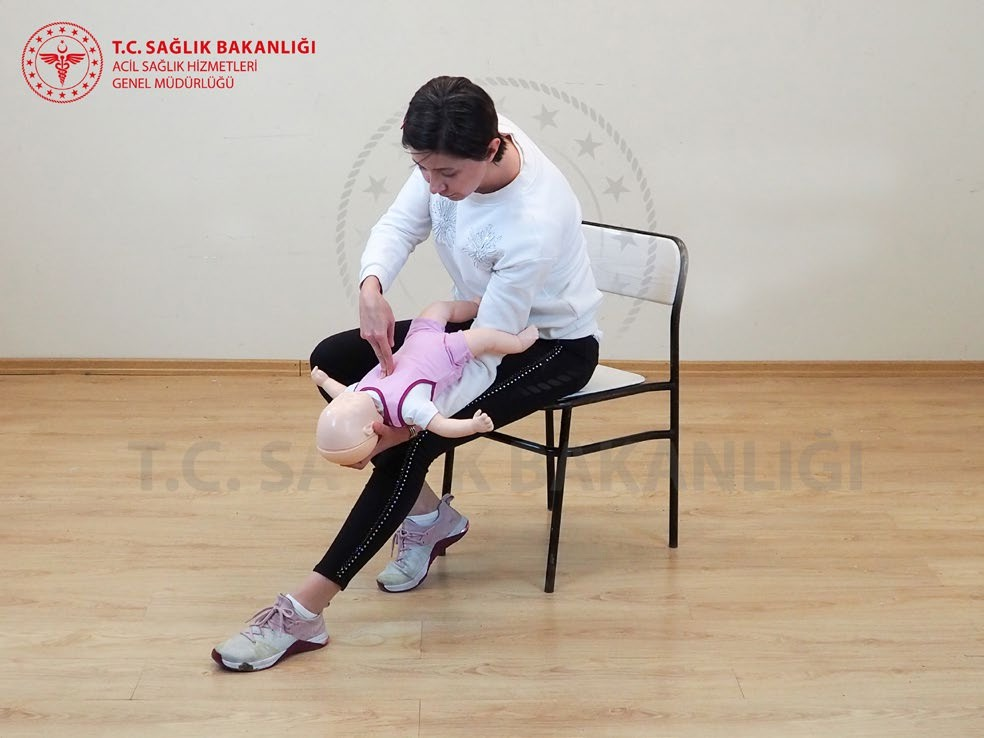 T.C. SAĞLIK BAKANLIĞI
ACİL SAĞLIK HİZMETLERİ
GENEL MÜDÜRLÜĞÜ
T.C. SAĞLIK BAKANLIĞI